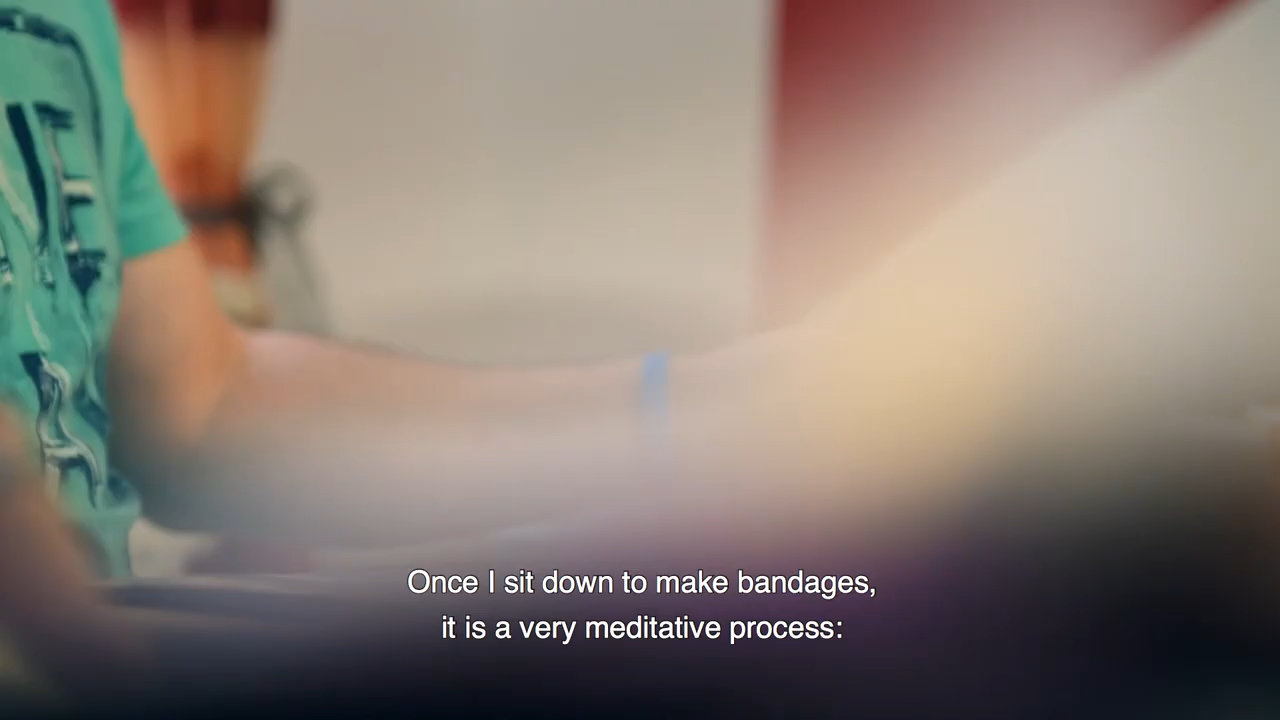 Once I sit down to make bandages,
it is a very meditative process: